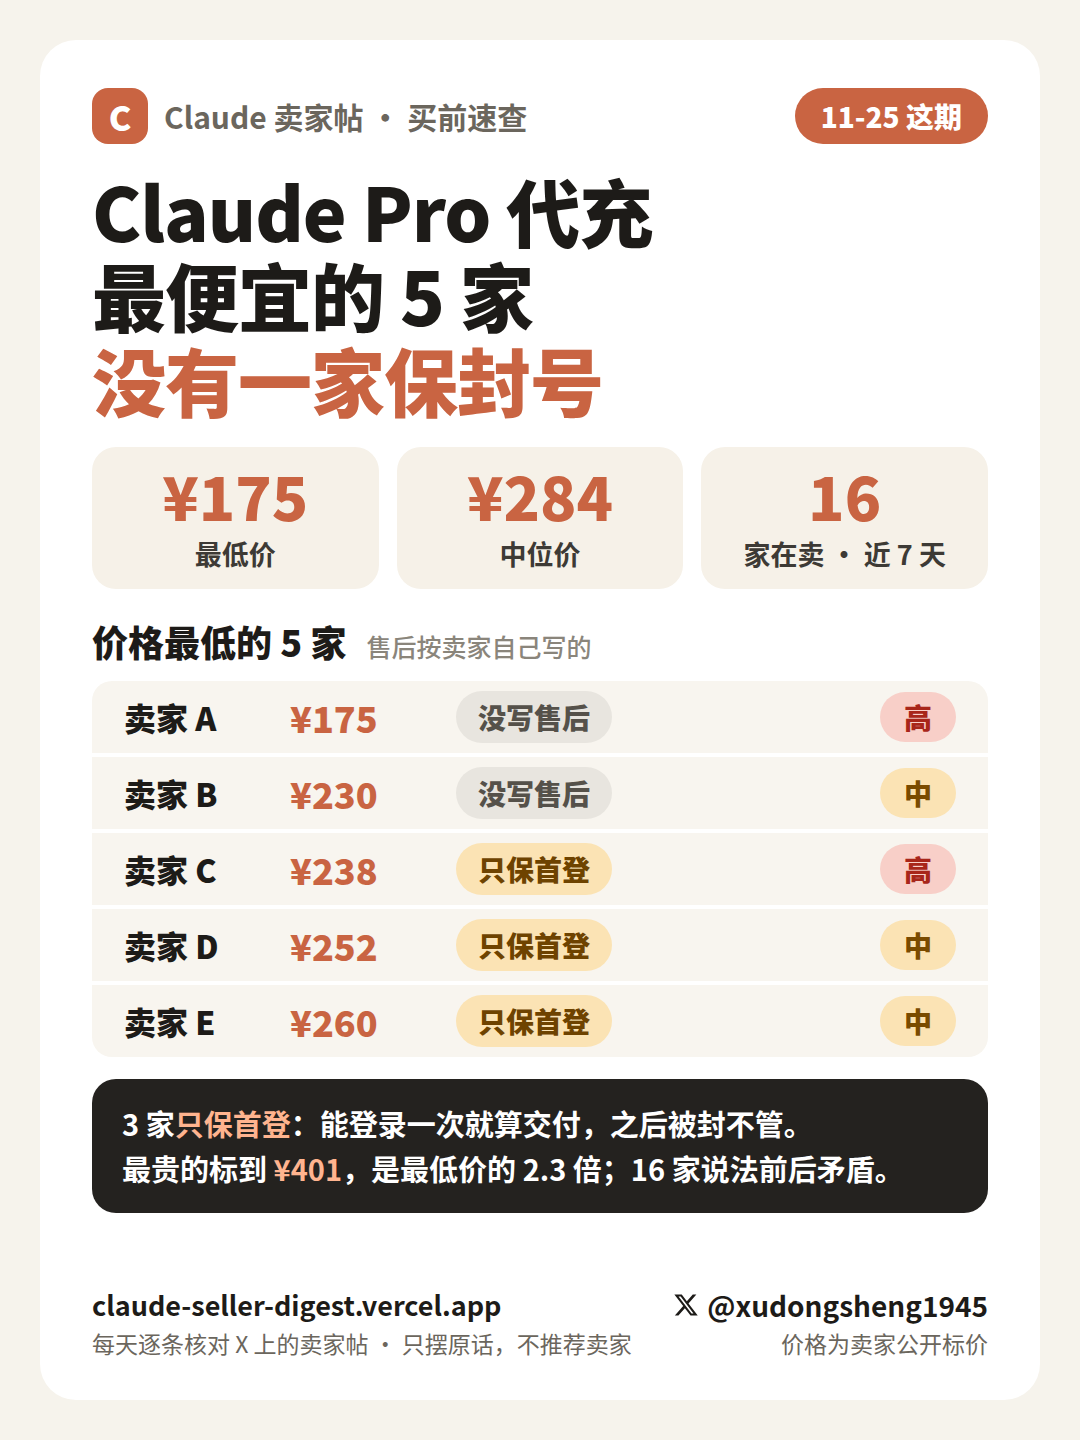 C Claude 卖家帖 · 买前速查
11-25 这期
Claude Pro 代充
最便宜的 5 家
没有一家保封号
¥175
最低价
¥284
中位价
16
家在卖 · 近 7 天
价格最低的 5 家 售后按卖家自己写的
卖家 A ¥175 没写售后 高
卖家 B ¥230 没写售后 中
卖家 C ¥238 只保首登 高
卖家 D ¥252 只保首登 中
卖家 E ¥260 只保首登 中
3 家只保首登：能登录一次就算交付，之后被封不管。
最贵的标到 ¥401，是最低价的 2.3 倍；16 家说法前后矛盾。
claude-seller-digest.vercel.app
每天逐条核对 X 上的卖家帖 · 只摆原话，不推荐卖家
𝕏 @xudongsheng1945
价格为卖家公开标价